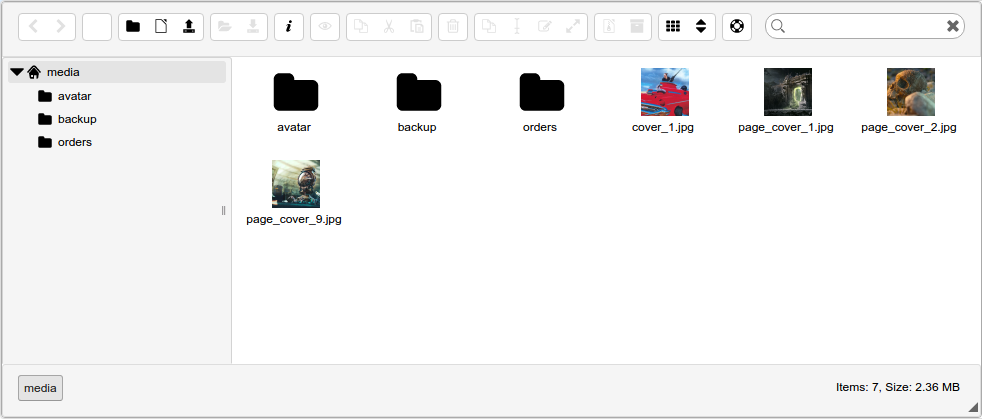 media
avatar
backup
orders
avatar
backup
orders
cover_1.jpg
page_cover_1.jpg
page_cover_2.jpg
page_cover_9.jpg
media
Items: 7, Size: 2.36 MB